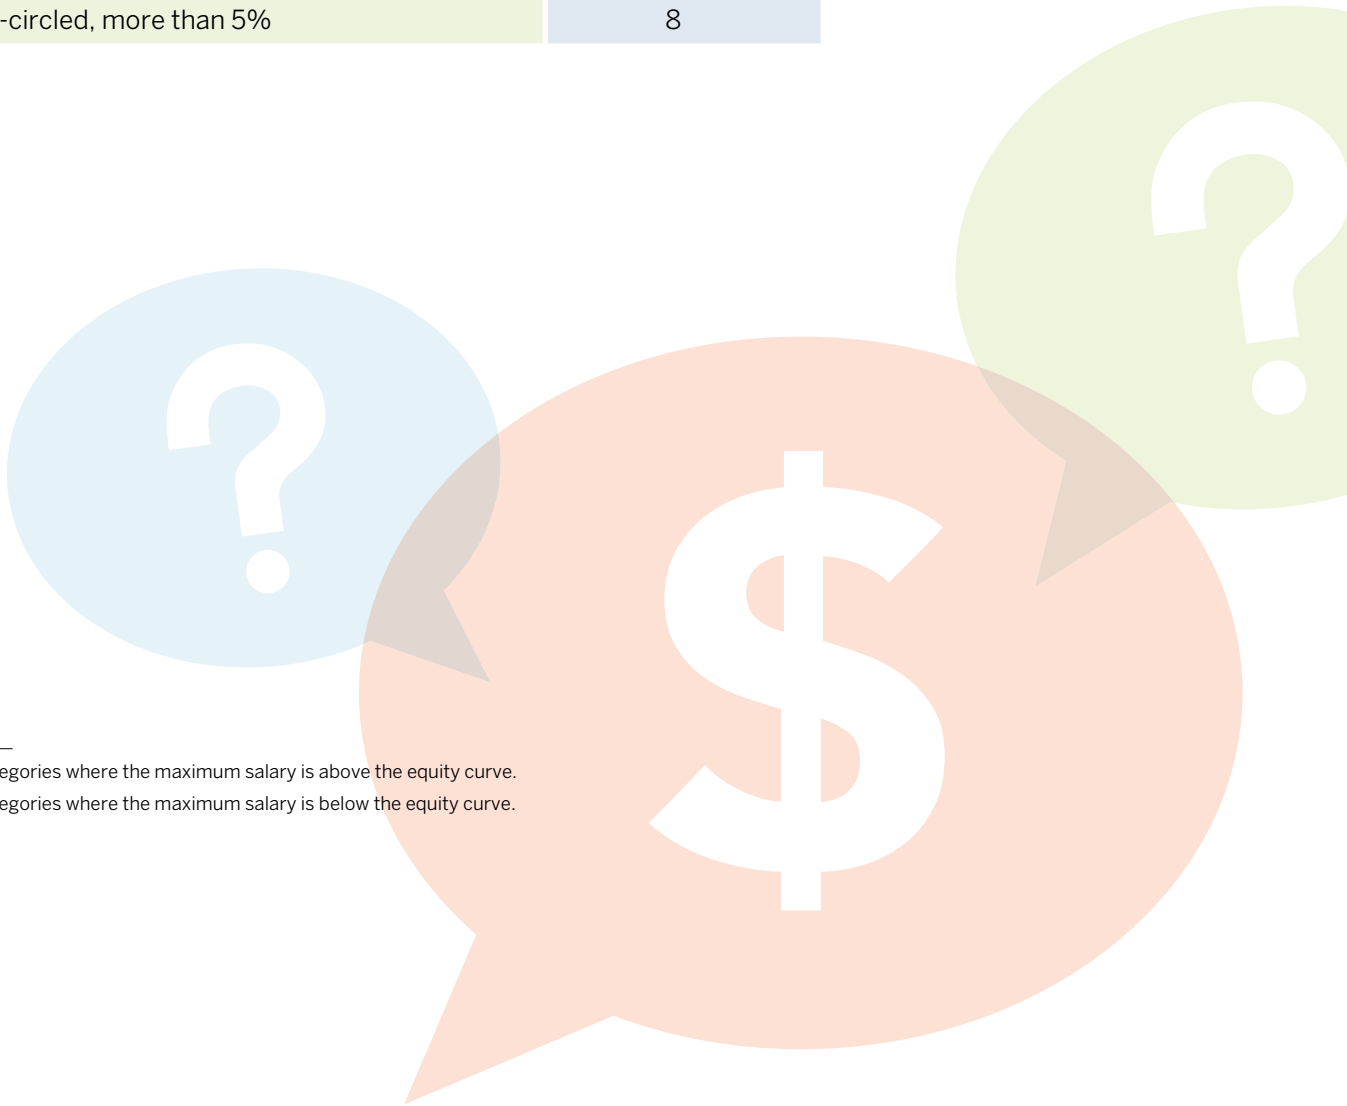 -circled, more than 5% 8
?
?
$
egories where the maximum salary is above the equity curve.
egories where the maximum salary is below the equity curve.